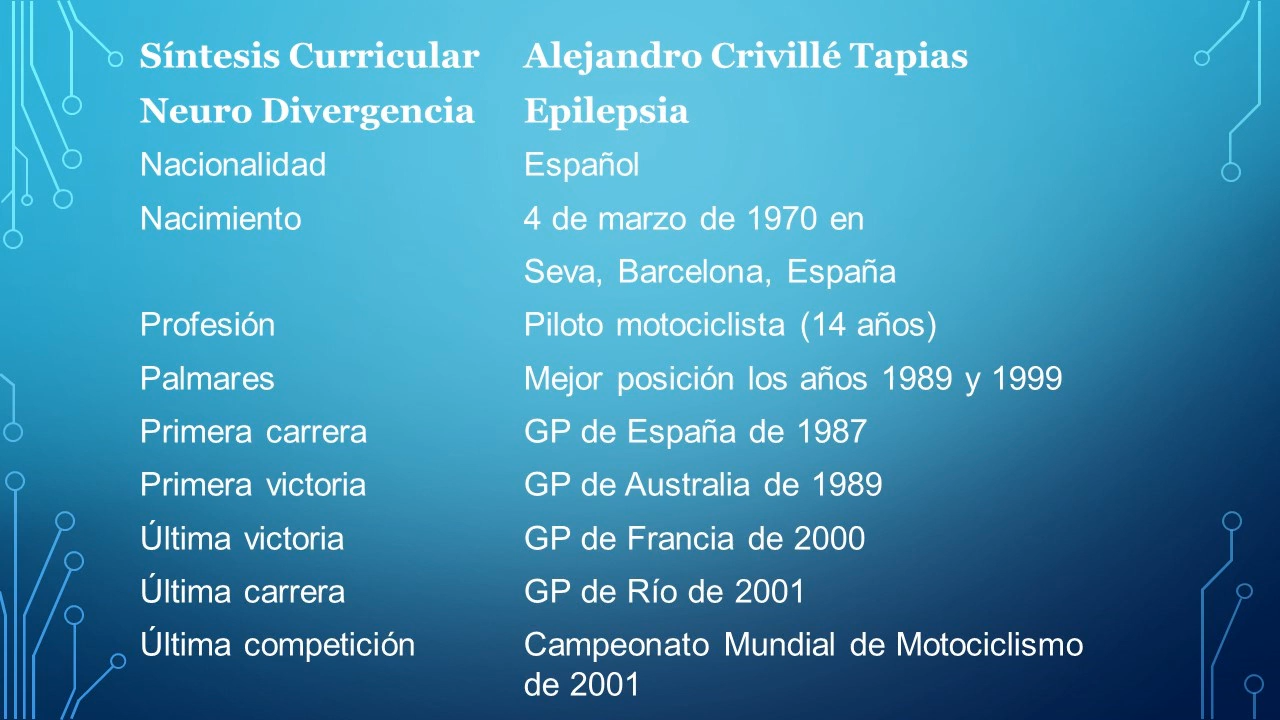 Síntesis Curricular Alejandro Crivillé Tapias
Neuro Divergencia Epilepsia
Nacionalidad Español
Nacimiento 4 de marzo de 1970 en
Seva, Barcelona, España
Profesión Piloto motociclista (14 años)
Palmares Mejor posición los años 1989 y 1999
Primera carrera GP de España de 1987
Primera victoria GP de Australia de 1989
Última victoria GP de Francia de 2000
Última carrera GP de Río de 2001
Última competición Campeonato Mundial de Motociclismo
de 2001